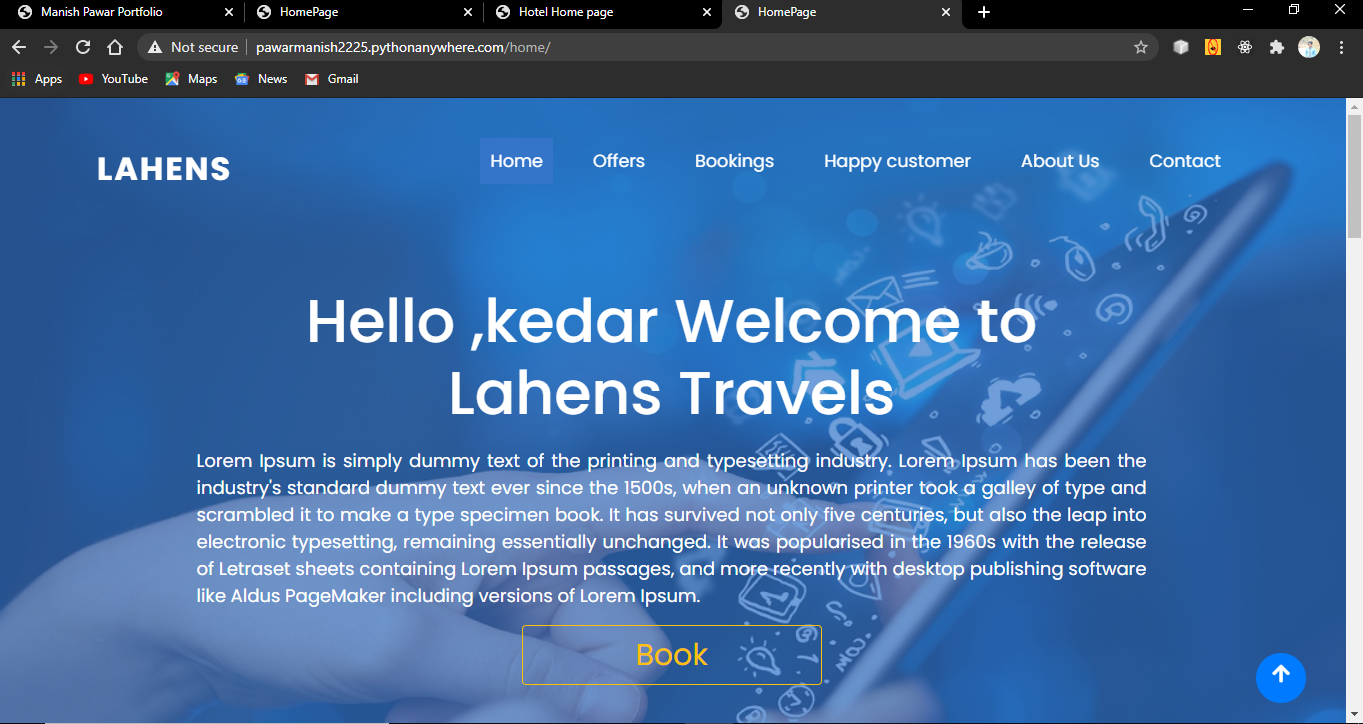 Manish Pawar Portfolio
HomePage
Hotel Home page
HomePage
Not secure
pawarmanish2225.pythonanywhere.com/home/
Apps
YouTube
Maps
News
Gmail
LAHENS
Home
Offers
Bookings
Happy customer
About Us
Contact
Hello ,kedar Welcome to
Lahens Travels
Lorem Ipsum is simply dummy text of the printing and typesetting industry. Lorem Ipsum has been the
industry's standard dummy text ever since the 1500s, when an unknown printer took a galley of type and
scrambled it to make a type specimen book. It has survived not only five centuries, but also the leap into
electronic typesetting, remaining essentially unchanged. It was popularised in the 1960s with the release
of Letraset sheets containing Lorem Ipsum passages, and more recently with desktop publishing software
like Aldus PageMaker including versions of Lorem Ipsum.
Book